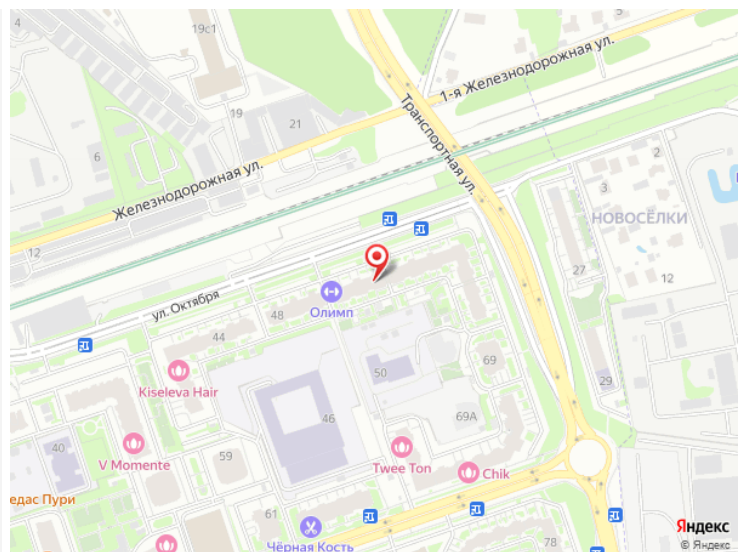 4
19с1
5
1-я Железнодорожная ул.
19
21
Транспортная ул.
6
Железнодорожная ул.
2
3
НОВОСЁЛКИ
12
27
12
ул. Октября
48
Олимп
44
Kiseleva Hair
50
69
29
46
69А
40
V Momente
59
Twee Ton
Chik
едас Пури
61
Чёрная Кость
78
Яндекс
© Яндекс